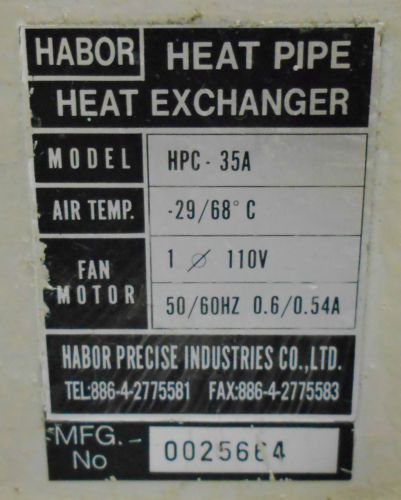 HABOR HEAT PIPE
HEAT EXCHANGER
MODEL HPC-35A
AIR TEMP. -29/68°C
FAN MOTOR 1 ø 110V
50/60HZ 0.6/0.54A
HABOR PRECISE INDUSTRIES CO.,LTD.
TEL:886-4-2775581 FAX:886-4-2775583
MFG. No 0025664